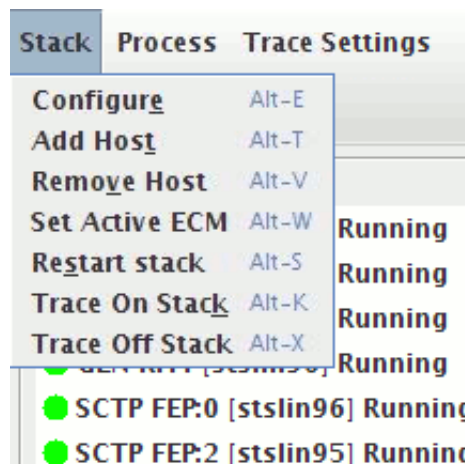 Stack Process Trace Settings
Configure Alt-E
Add Host Alt-T
Remove Host Alt-V
Set Active ECM Alt-W
Running
Restart stack Alt-S
Running
Trace On Stack Alt-K
Running
Trace Off Stack Alt-X
Running
SCTP FEP:0 [stslin96] Running
SCTP FEP:2 [stslin95] Running